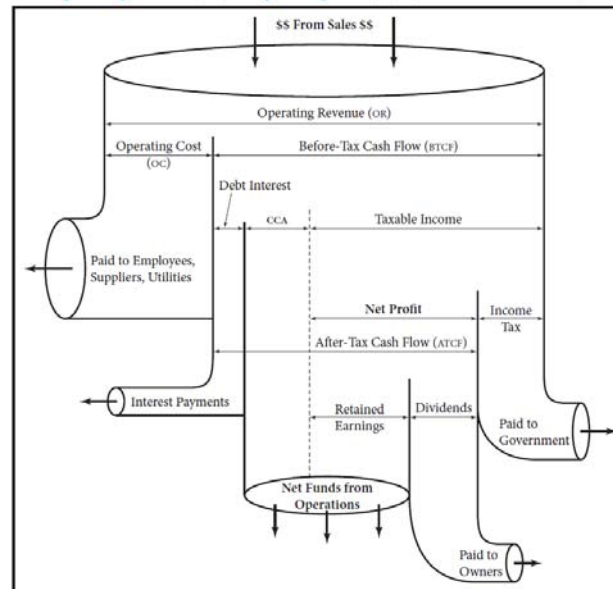 $$ From Sales $$
Operating Revenue (OR)
Operating Cost
(OC)
Before-Tax Cash Flow (BTCF)
Debt Interest
CCA
Taxable Income
Paid to Employees,
Suppliers, Utilities
Net Profit
Income
Tax
After-Tax Cash Flow (ATCF)
Interest Payments
Retained
Earnings
Dividends
Paid to
Government
Net Funds from
Operations
Paid to
Owners